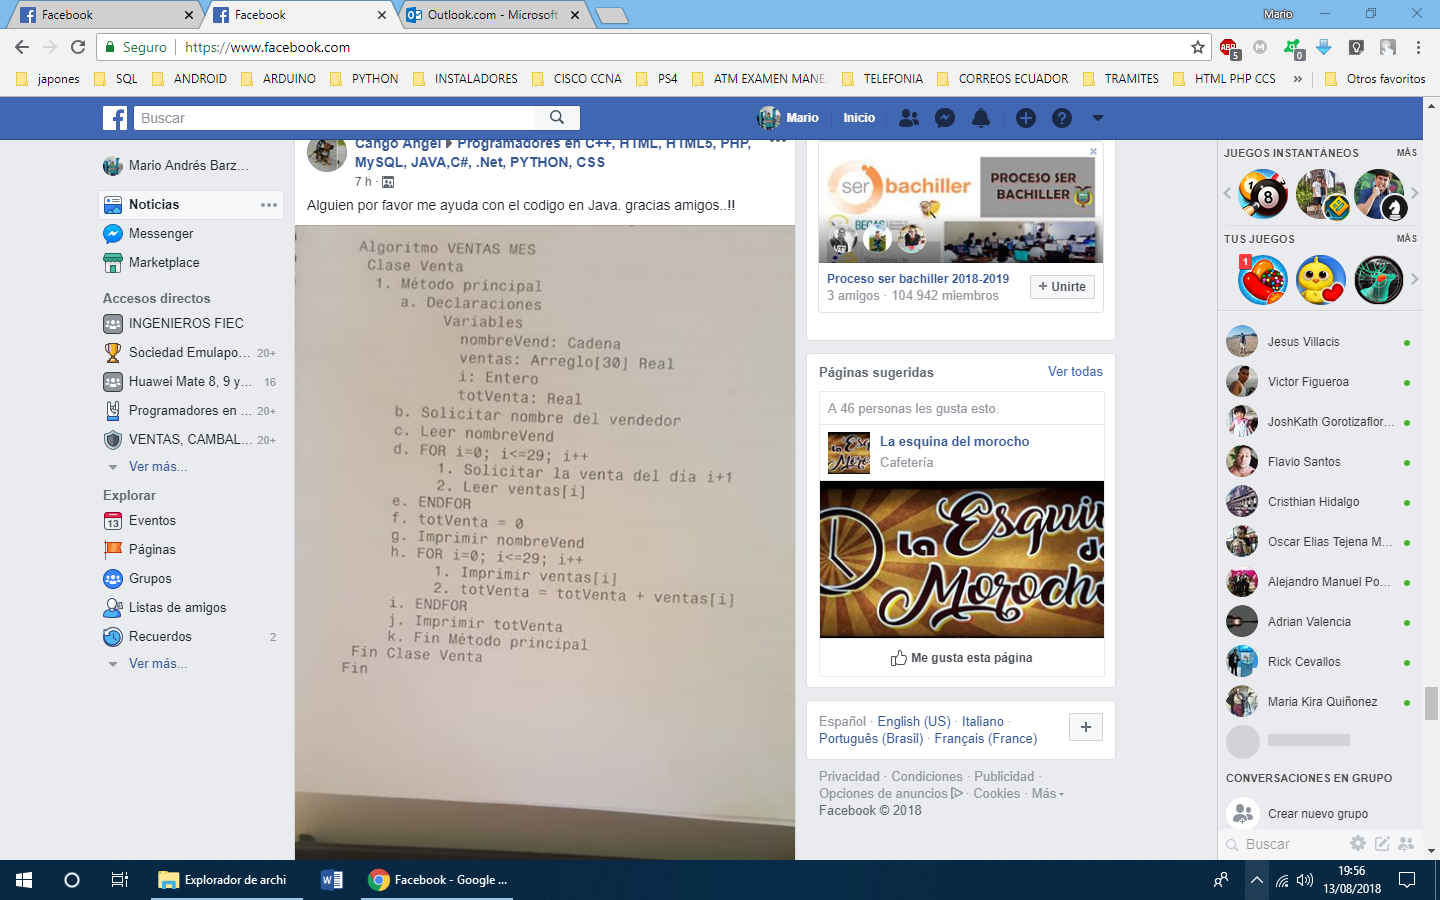 Facebook
Facebook
Outlook.com - Microsoft
Mario
Seguro
https://www.facebook.com
5
0
japones
SQL
ANDROID
ARDUINO
PYTHON
INSTALADORES
CISCO CCNA
PS4
ATM EXAMEN MANE
TELEFONIA
CORREOS ECUADOR
TRAMITES
HTML PHP CCS
»
Otros favoritos
Buscar
Mario
Inicio
Mario Andrés Barz...
Noticias
Messenger
Marketplace
Accesos directos
INGENIEROS FIEC
Sociedad Emulapo... 20+
Huawei Mate 8, 9 y... 16
Programadores en ... 20+
VENTAS, CAMBAL... 20+
Ver más...
Explorar
Eventos
13
Páginas
Grupos
Listas de amigos
Recuerdos 2
Ver más...
Cango Angel ▸ Programadores en C++, HTML, HTML5, PHP,
MySQL, JAVA,C#, .Net, PYTHON, CSS
7 h ·
Alguien por favor me ayuda con el codigo en Java. gracias amigos..!!
Algoritmo VENTAS MES
Clase Venta
1. Método principal
a. Declaraciones
Variables
nombreVend: Cadena
ventas: Arreglo[30] Real
i: Entero
totVenta: Real
b. Solicitar nombre del vendedor
c. Leer nombreVend
d. FOR i=0; i<=29; i++
1. Solicitar la venta del día i+1
2. Leer ventas[i]
e. ENDFOR
f. totVenta = 0
g. Imprimir nombreVend
h. FOR i=0; i<=29; i++
1. Imprimir ventas[i]
2. totVenta = totVenta + ventas[i]
i. ENDFOR
j. Imprimir totVenta
k. Fin Método principal
Fin Clase Venta
Fin
ser bachiller
PROCESO SER
BACHILLER
Proceso ser bachiller 2018-2019
3 amigos · 104.942 miembros
+ Unirte
Páginas sugeridas
Ver todas
A 46 personas les gusta esto.
La esquina del morocho
Cafetería
La Esquin
de
Morocho
Me gusta esta página
Español · English (US) · Italiano ·
Português (Brasil) · Français (France)
+
Privacidad · Condiciones · Publicidad ·
Opciones de anuncios · Cookies · Más
Facebook © 2018
JUEGOS INSTANTÁNEOS
MÁS
TUS JUEGOS
MÁS
1
Jesus Villacis
Victor Figueroa
JoshKath Gorotizaflor...
Flavio Santos
Cristhian Hidalgo
Oscar Elias Tejena M...
Alejandro Manuel Po...
Adrian Valencia
Rick Cevallos
Maria Kira Quiñonez
CONVERSACIONES EN GRUPO
Crear nuevo grupo
Buscar
Explorador de archi
Facebook - Google ...
19:56
13/08/2018